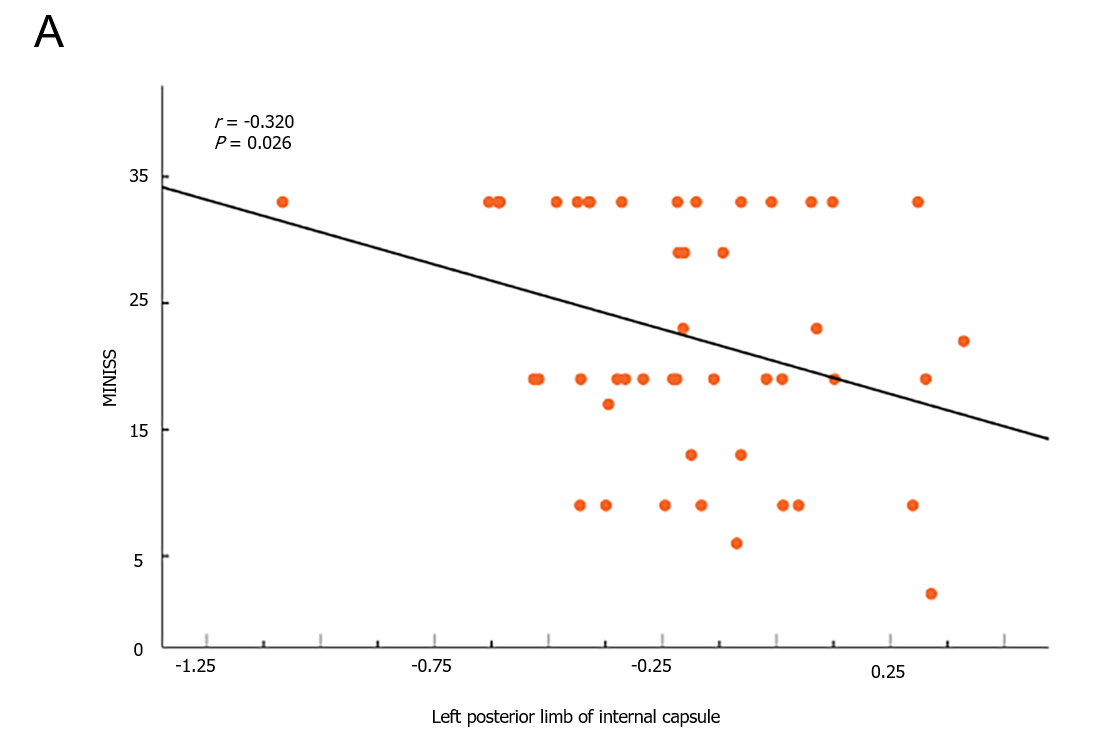 A
r = -0.320
P = 0.026
35
25
15
5
0
MINISS
-1.25 -0.75 -0.25 0.25
Left posterior limb of internal capsule